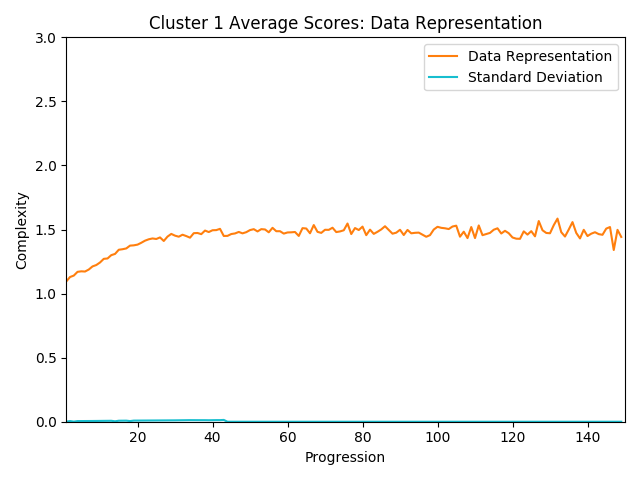 Cluster 1 Average Scores: Data Representation
Data Representation
Standard Deviation
Complexity
3.0
2.5
2.0
1.5
1.0
0.5
0.0
20 40 60 80 100 120 140
Progression